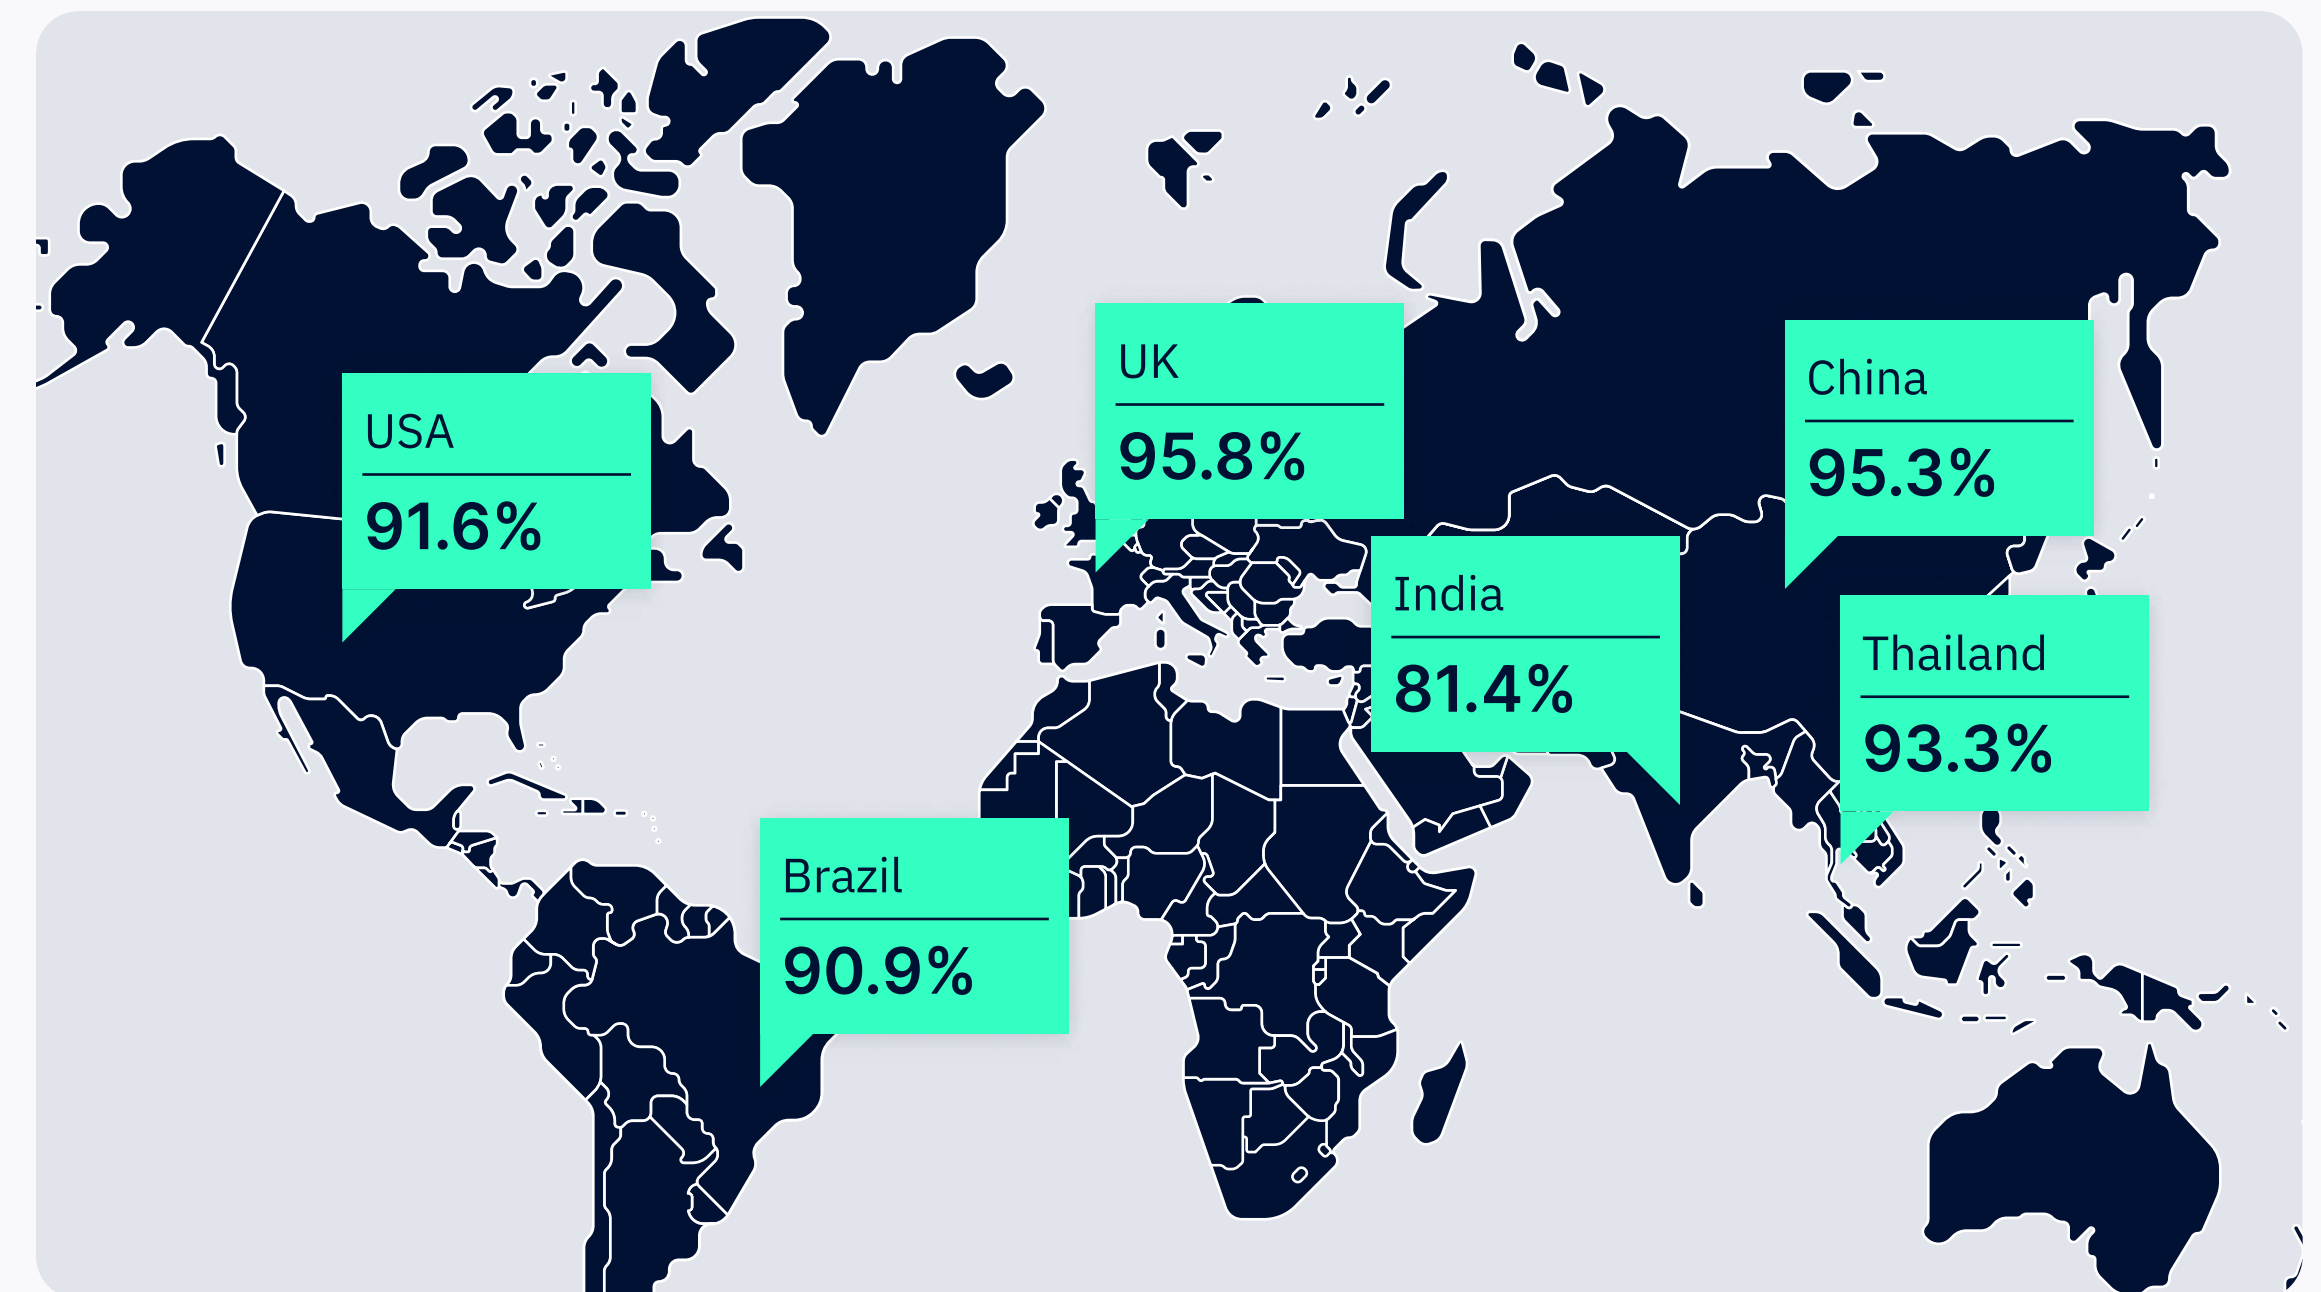 USA
91.6%
UK
95.8%
China
95.3%
India
81.4%
Thailand
93.3%
Brazil
90.9%